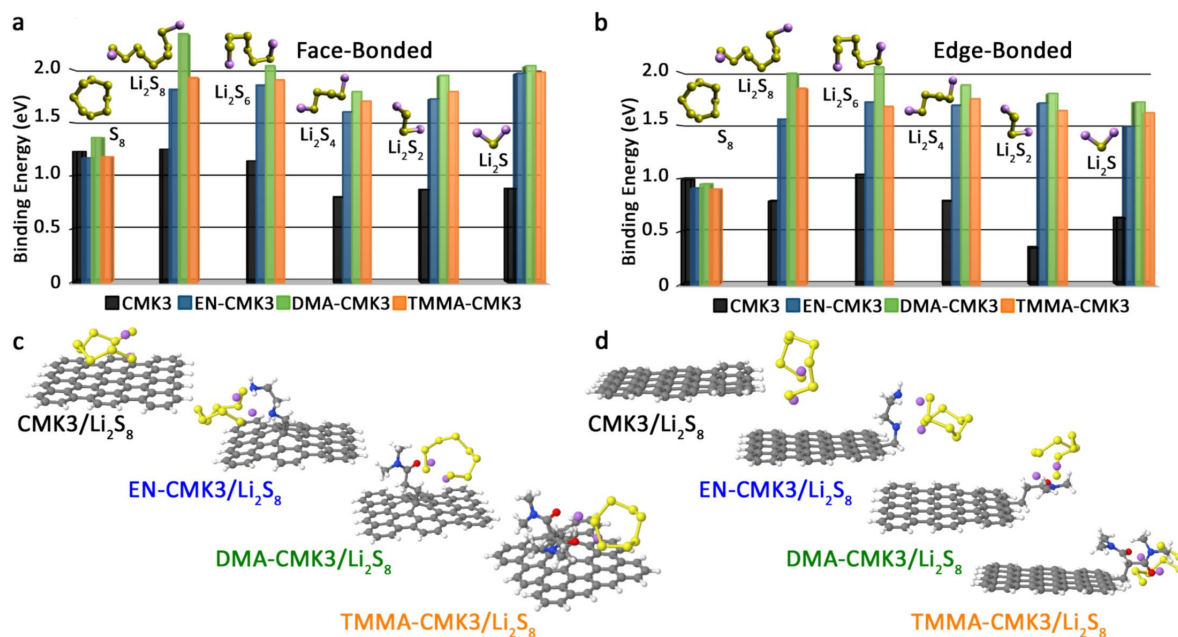 a
Face-Bonded
Binding Energy (eV)
2.0
1.5
1.0
0.5
0
S₈
Li₂S₈
Li₂S₆
Li₂S₄
Li₂S₂
Li₂S
CMK3 EN-CMK3 DMA-CMK3 TMMA-CMK3
b
Edge-Bonded
Binding Energy (eV)
2.0
1.5
1.0
0.5
0
S₈
Li₂S₈
Li₂S₆
Li₂S₄
Li₂S₂
Li₂S
CMK3 EN-CMK3 DMA-CMK3 TMMA-CMK3
c
CMK3/Li₂S₈
EN-CMK3/Li₂S₈
DMA-CMK3/Li₂S₈
TMMA-CMK3/Li₂S₈
d
CMK3/Li₂S₈
EN-CMK3/Li₂S₈
DMA-CMK3/Li₂S₈
TMMA-CMK3/Li₂S₈